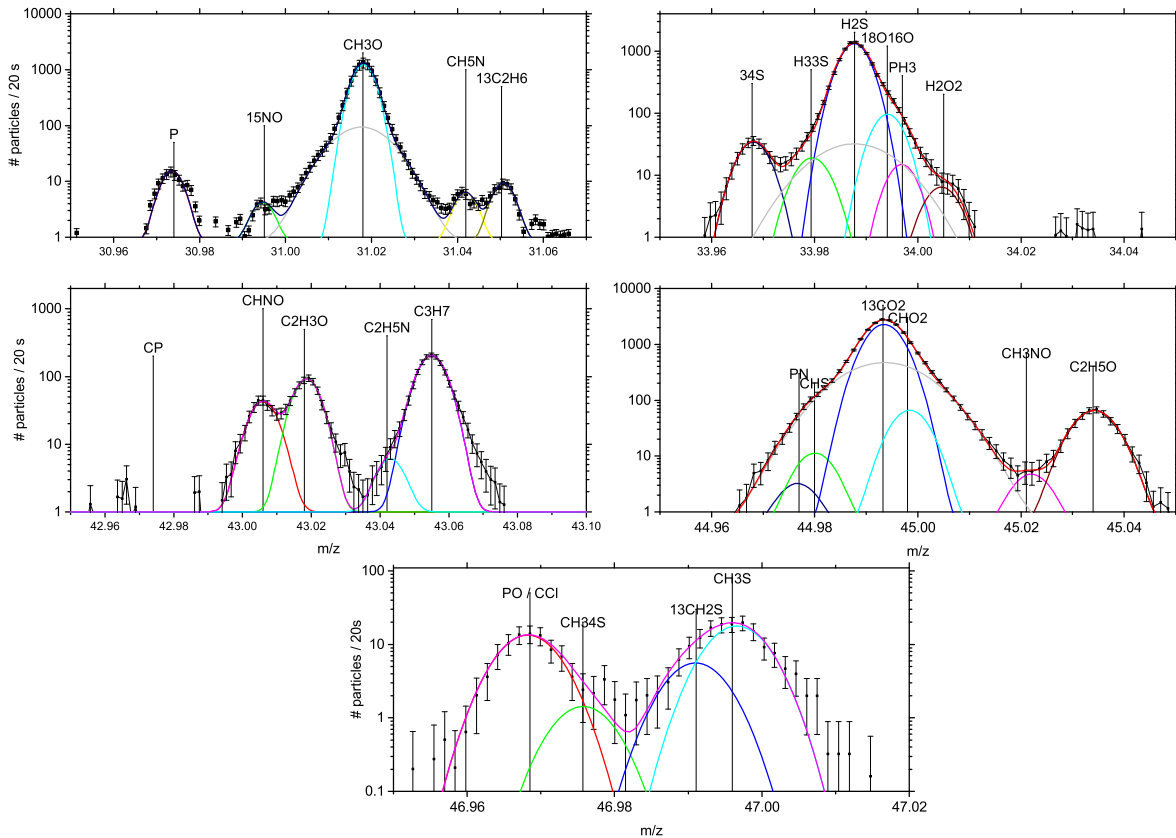 10000
1000
100
10
1
# particles / 20 s
P
15NO
CH3O
CH5N
13C2H6
30.96
30.98
31.00
31.02
31.04
31.06
1000
100
10
1
# particles / 20 s
34S
H33S
H2S
18O16O
PH3
H2O2
33.96
33.98
34.00
34.02
34.04
1000
100
10
1
# particles / 20 s
CP
CHNO
C2H3O
C2H5N
C3H7
42.96
42.98
43.00
43.02
43.04
43.06
43.08
43.10
m/z
10000
1000
100
10
1
# particles / 20 s
PN
CHS
13CO2
CHO2
CH3NO
C2H5O
44.96
44.98
45.00
45.02
45.04
m/z
100
10
1
0.1
# particles / 20s
PO / CCl
CH34S
13CH2S
CH3S
46.96
46.98
47.00
47.02
m/z